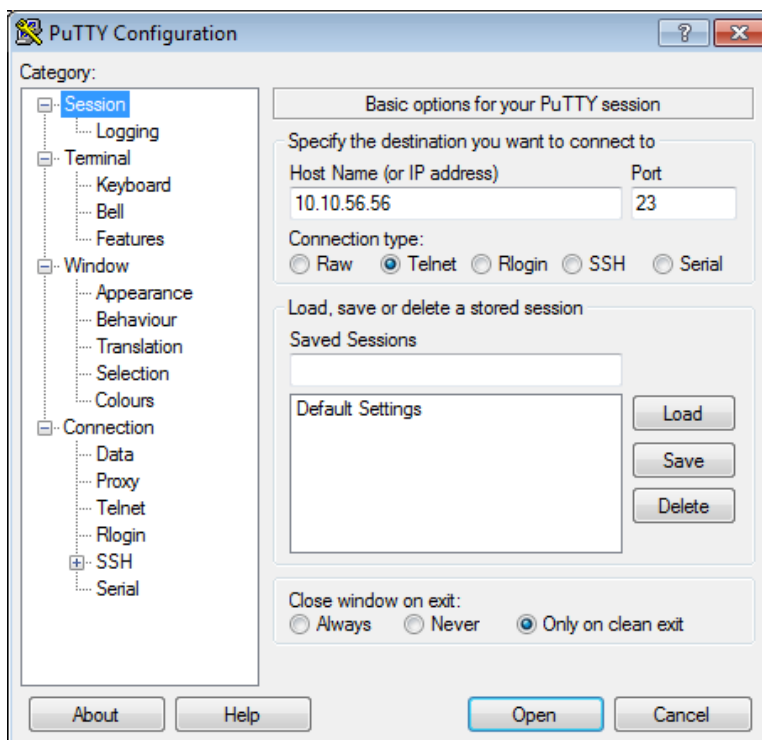 PuTTY Configuration
Category:
Session
Logging
Terminal
Keyboard
Bell
Features
Window
Appearance
Behaviour
Translation
Selection
Colours
Connection
Data
Proxy
Telnet
Rlogin
SSH
Serial
Basic options for your PuTTY session
Specify the destination you want to connect to
Host Name (or IP address) Port
10.10.56.56 23
Connection type:
Raw Telnet Rlogin SSH Serial
Load, save or delete a stored session
Saved Sessions
Default Settings
Load
Save
Delete
Close window on exit:
Always Never Only on clean exit
About Help Open Cancel